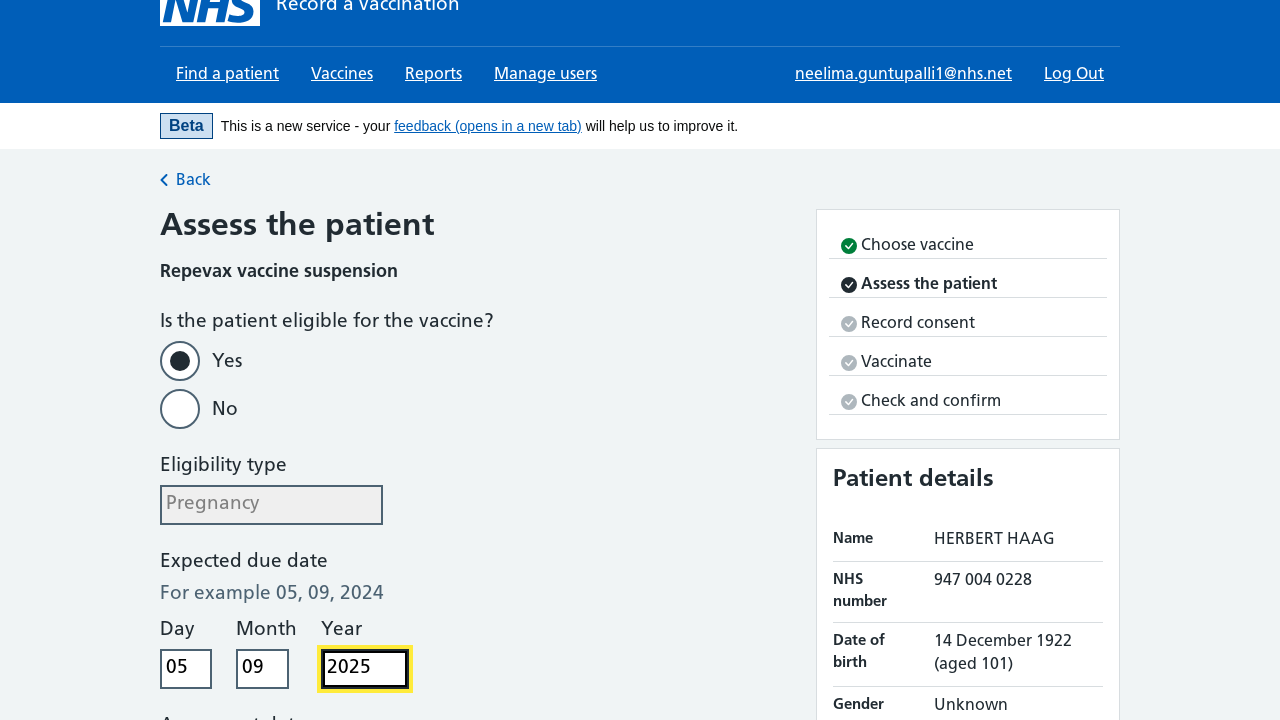 NHS Record a vaccination
Find a patient Vaccines Reports Manage users neelima.guntupalli1@nhs.net Log Out
Beta This is a new service - your feedback (opens in a new tab) will help us to improve it.
Back
Assess the patient
Repevax vaccine suspension
Is the patient eligible for the vaccine?
Yes
No
Eligibility type
Pregnancy
Expected due date
For example 05, 09, 2024
Day Month Year
05 09 2025
Choose vaccine
Assess the patient
Record consent
Vaccinate
Check and confirm
Patient details
Name HERBERT HAAG
NHS number 947 004 0228
Date of birth 14 December 1922 (aged 101)
Gender Unknown